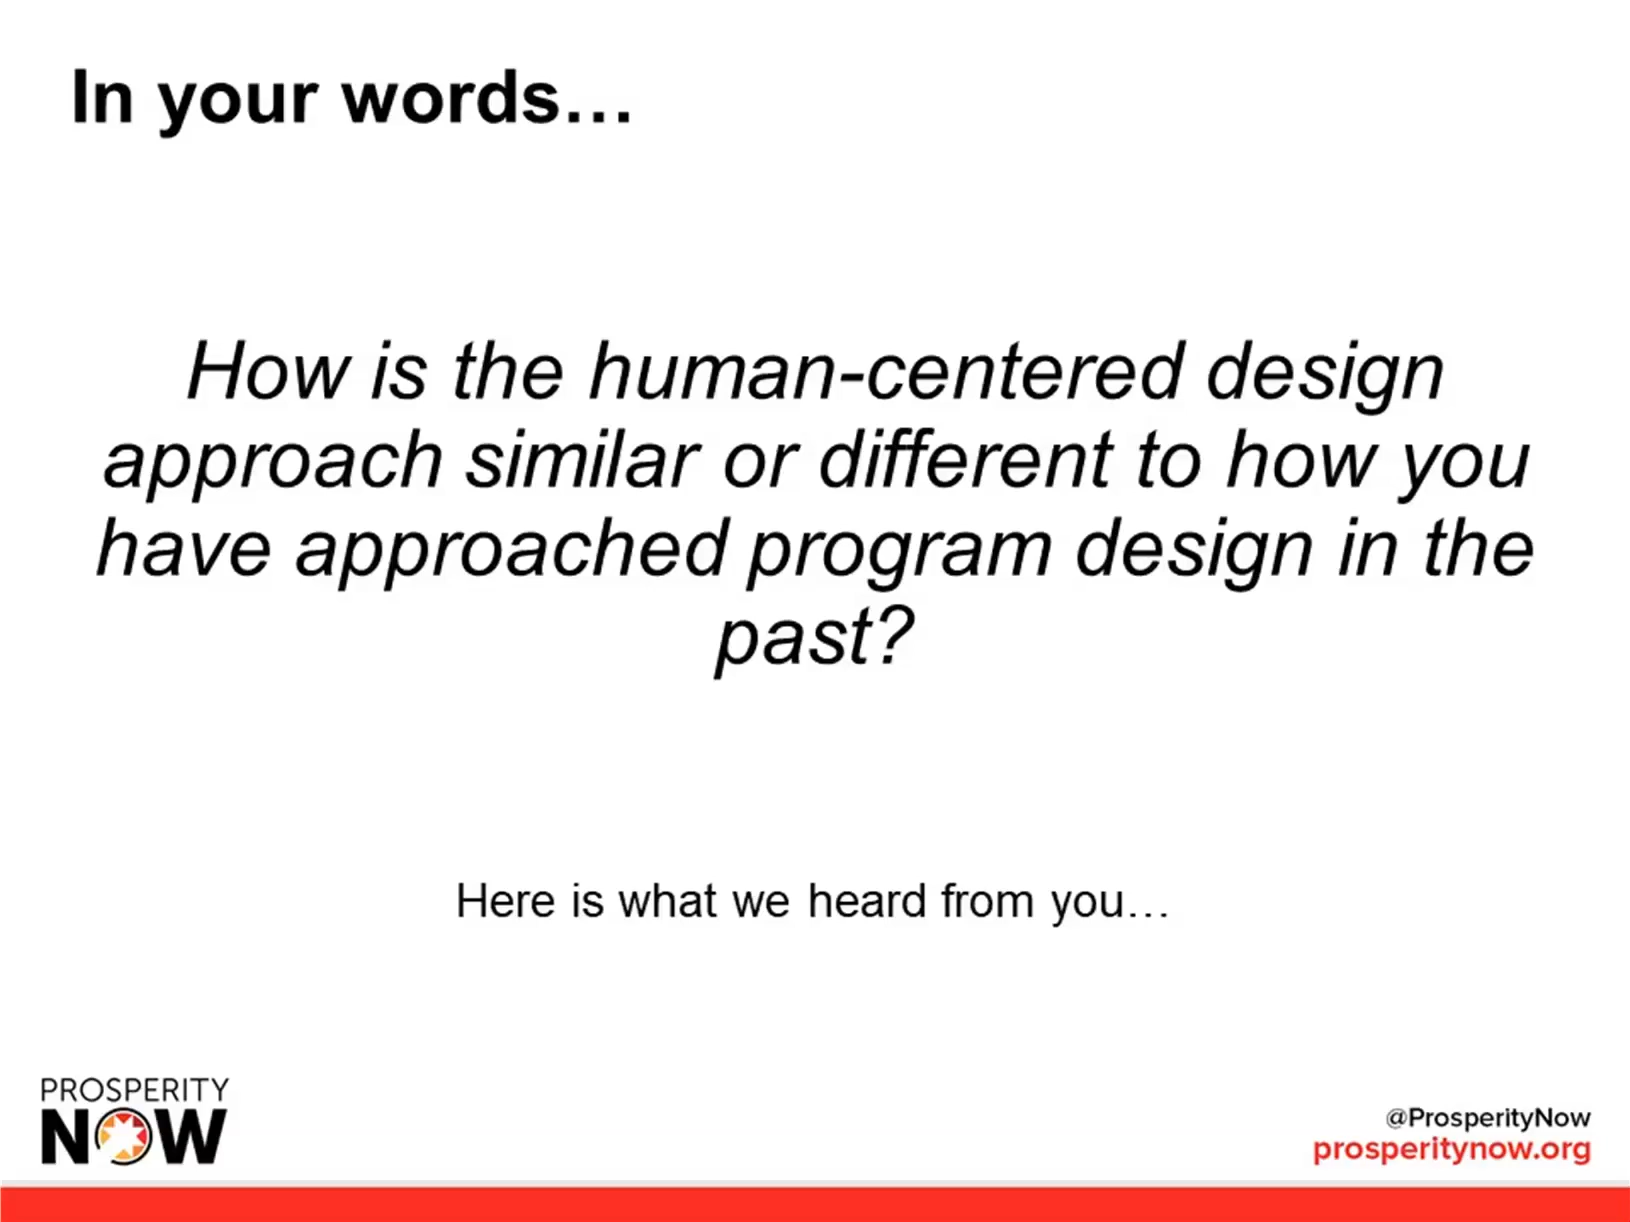 In your words…
How is the human-centered design
approach similar or different to how you
have approached program design in the
past?
Here is what we heard from you…
PROSPERITY
NOW
@ProsperityNow
prosperitynow.org